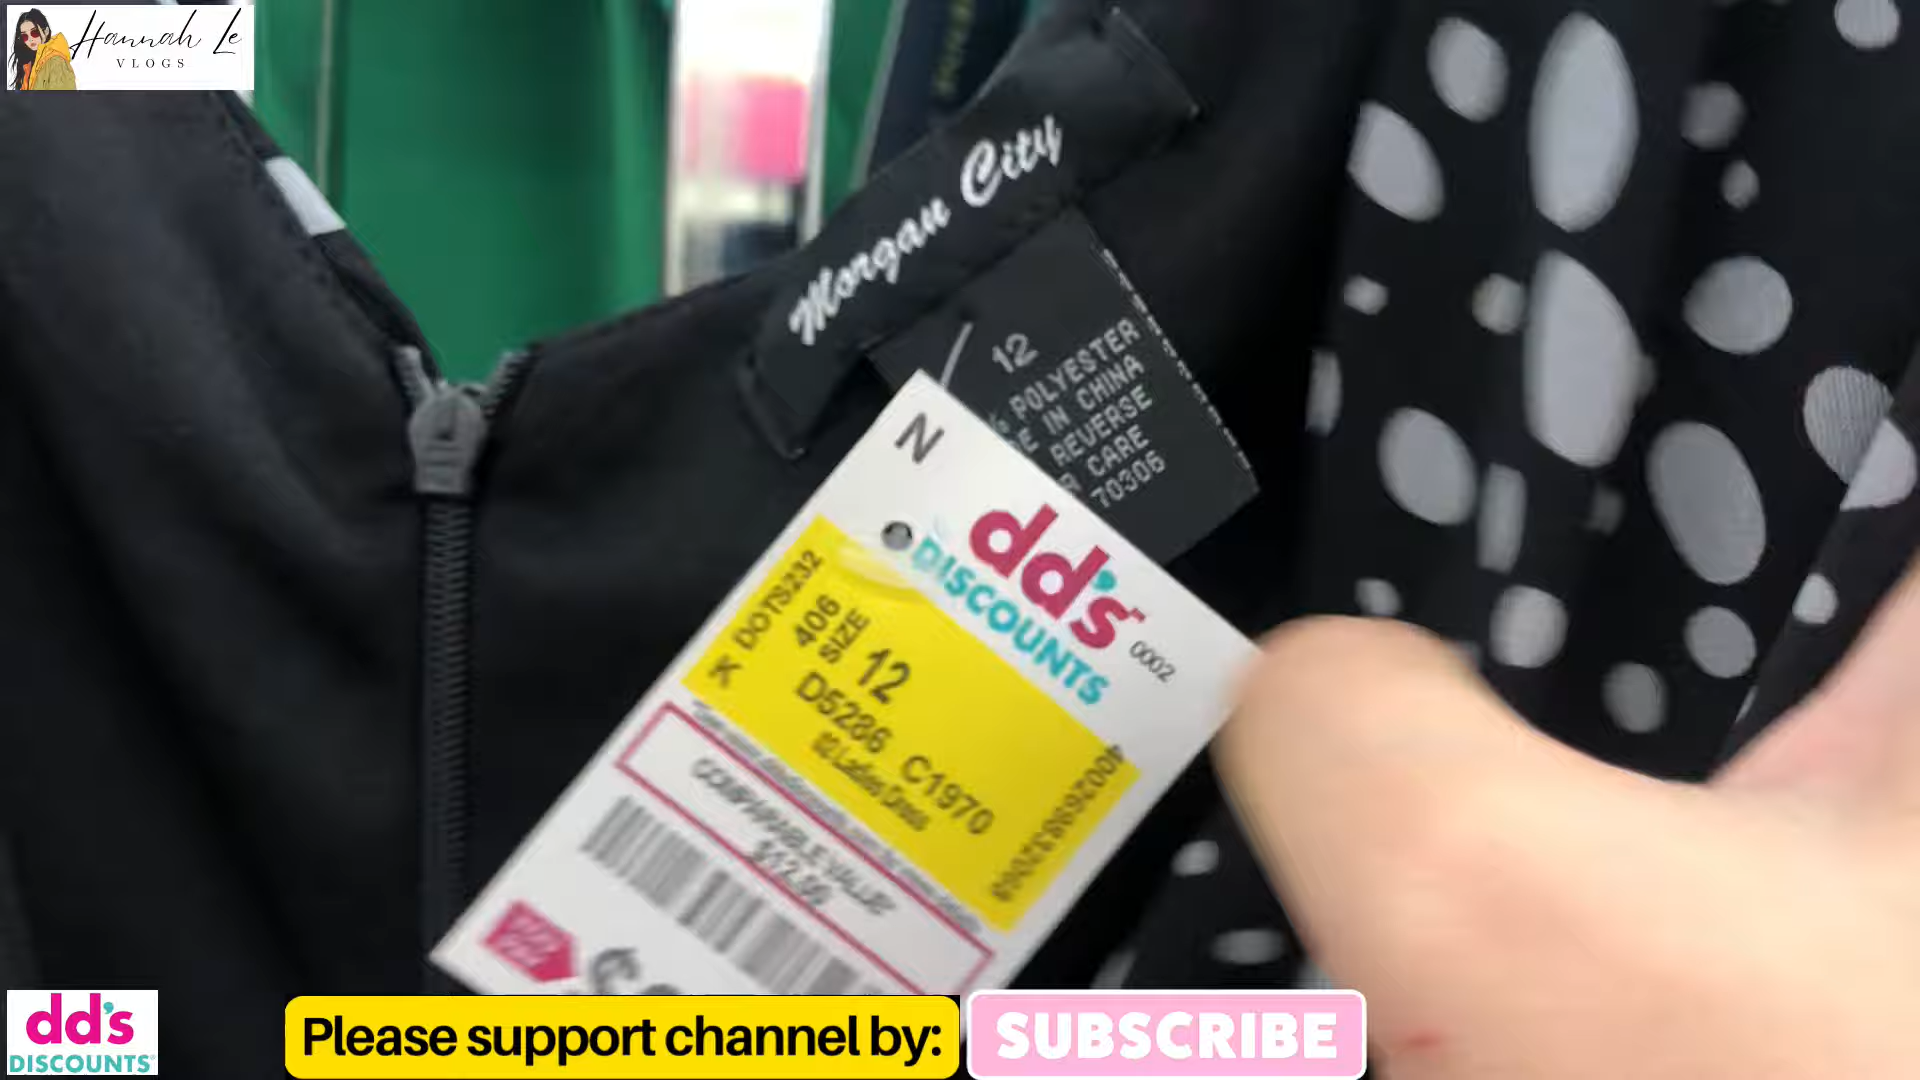 Hannah Le
VLOGS
Morgan City
12
% POLYESTER
E IN CHINA
REVERSE
R CARE
70306
N
dd's
DISCOUNTS
0002
DOTS232
K
406
SIZE 12
D5286 C1970
82 Ladies Dress
COMPARABLE VALUE
dd's
DISCOUNTS
Please support channel by:
SUBSCRIBE